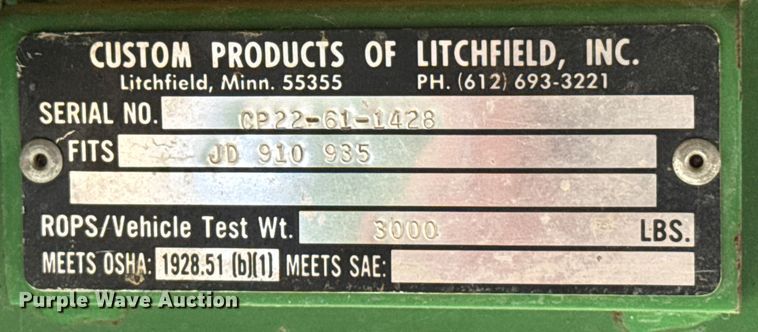 CUSTOM PRODUCTS OF LITCHFIELD, INC.
Litchfield, Minn. 55355 PH. (612) 693-3221
SERIAL NO. CP22-61-1428
FITS JD 910 935
ROPS/Vehicle Test Wt. 3000 LBS.
MEETS OSHA: 1928.51 (b)(1) MEETS SAE:
Purple Wave Auction